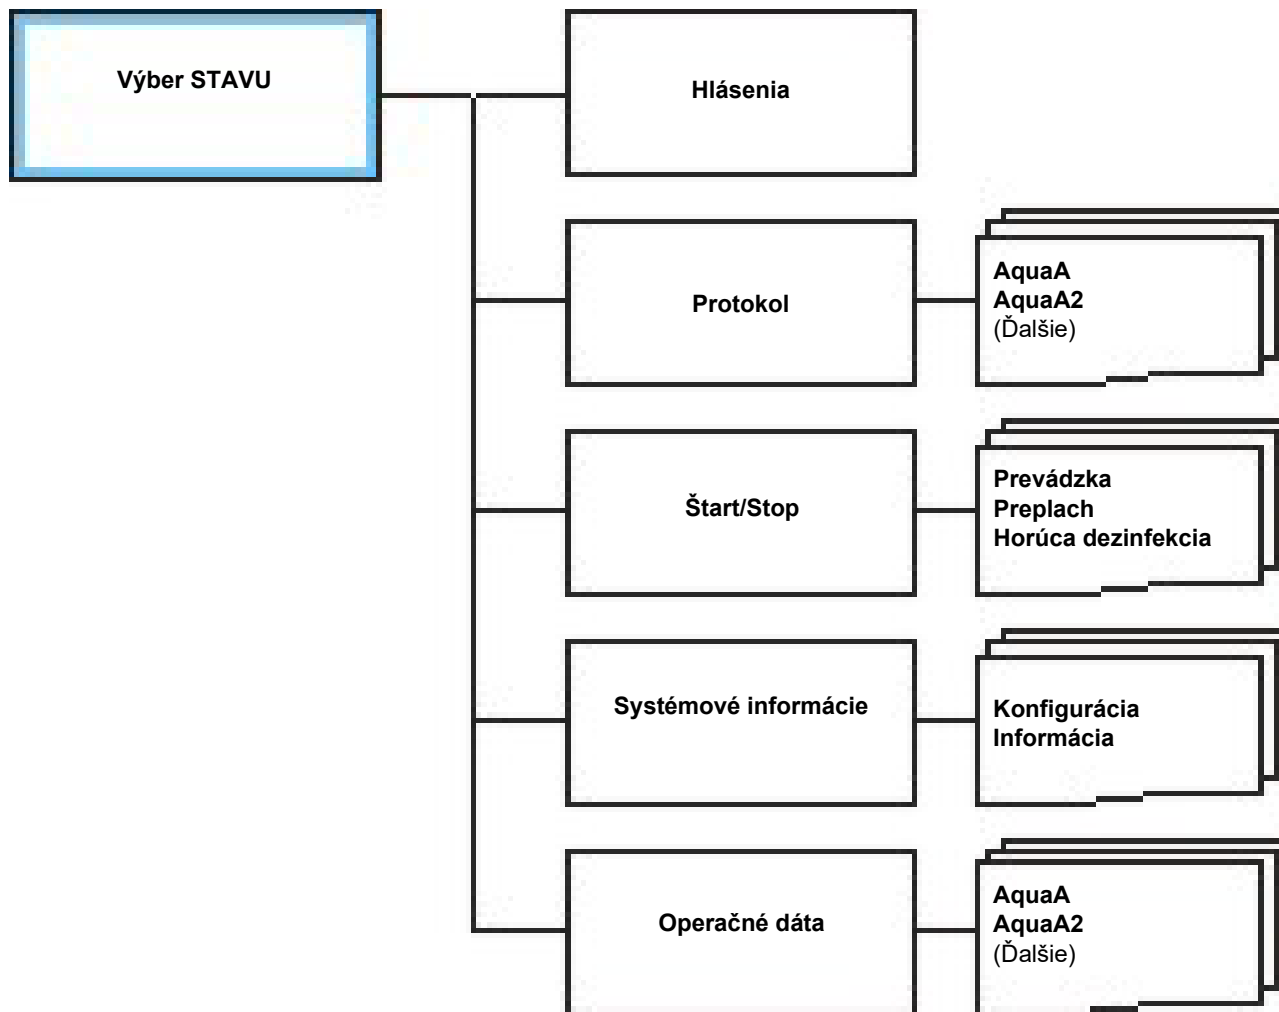 Výber STAVU
Hlásenia
Protokol
AquaA
AquaA2
(Ďalšie)
Štart/Stop
Prevádzka
Preplach
Horúca dezinfekcia
Systémové informácie
Konfigurácia
Informácia
Operačné dáta
AquaA
AquaA2
(Ďalšie)